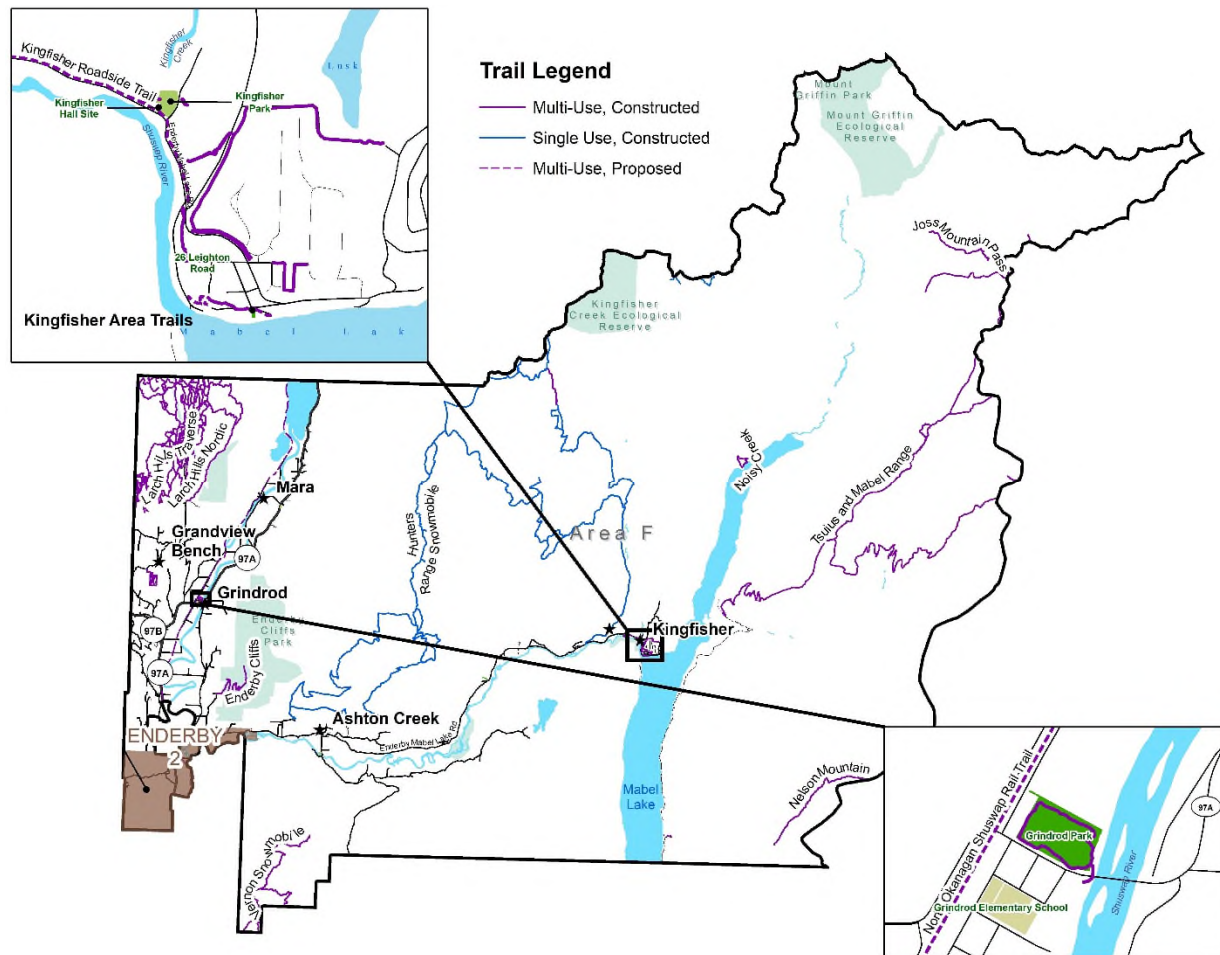 Trail Legend
Multi-Use, Constructed
Single Use, Constructed
Multi-Use, Proposed
Kingfisher Roadside Trail
Kingfisher
Creek
Lusk
Kingfisher
Hall Site
Kingfisher
Park
Shuswap River
26 Leighton
Road
Kingfisher Area Trails
Mabel Lak
Mount
Griffin Park
Mount Griffin
Ecological
Reserve
Joss Mountain Pass
Kingfisher
Creek Ecological
Reserve
Larch Hills Traverse
Larch Hills Nordic
Mara
Grandview
Bench
97A
Grindrod
Hunters
Range Snowmobile
Area F
Noisy Creek
Tsuius and Mabel Range
97B
97A
Enderby
Cliffs
Park
Enderby Cliffs
Kingfisher
ENDERBY
2
Ashton Creek
Enderby Mabel Lake Rd
Mabel
Lake
Nelson Mountain
Vernon Snowmobile
North Okanagan Shuswap Rail-Trail
Grindrod Park
97A
Shuswap River
Grindrod Elementary School